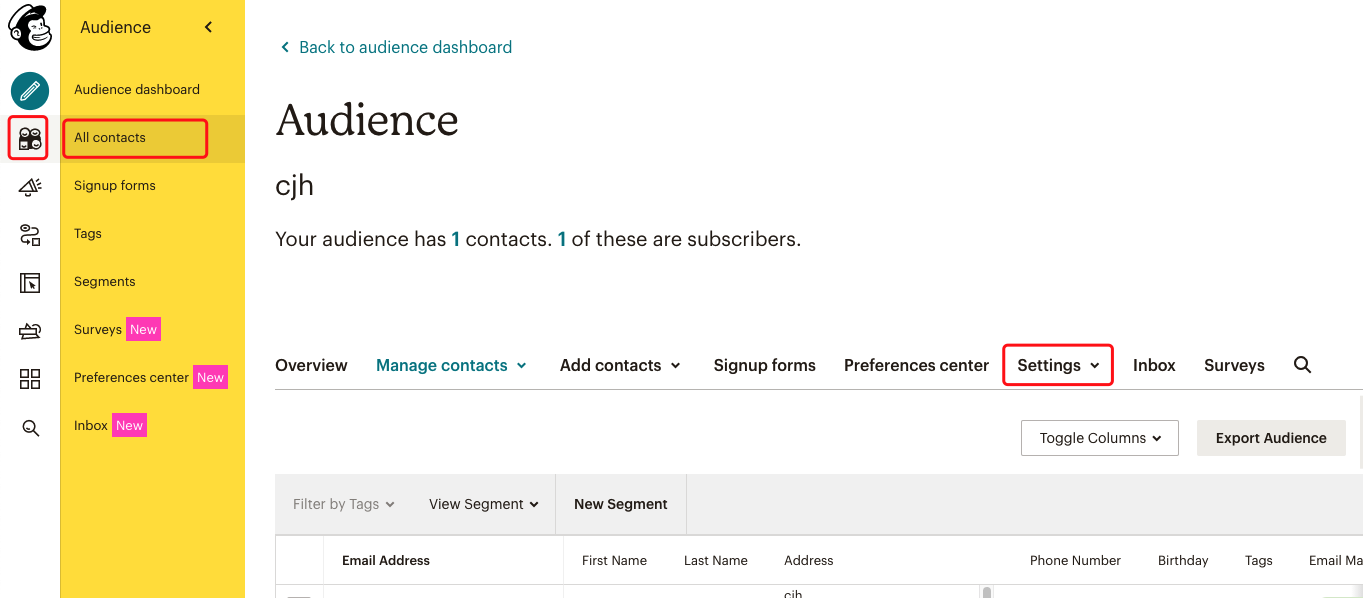 Audience
Audience dashboard
All contacts
Signup forms
Tags
Segments
Surveys New
Preferences center New
Inbox New
Back to audience dashboard
Audience
cjh
Your audience has 1 contacts. 1 of these are subscribers.
Overview Manage contacts Add contacts Signup forms Preferences center Settings Inbox Surveys
Toggle Columns Export Audience
Filter by Tags View Segment New Segment
Email Address First Name Last Name Address Phone Number Birthday Tags Email Ma
cjh